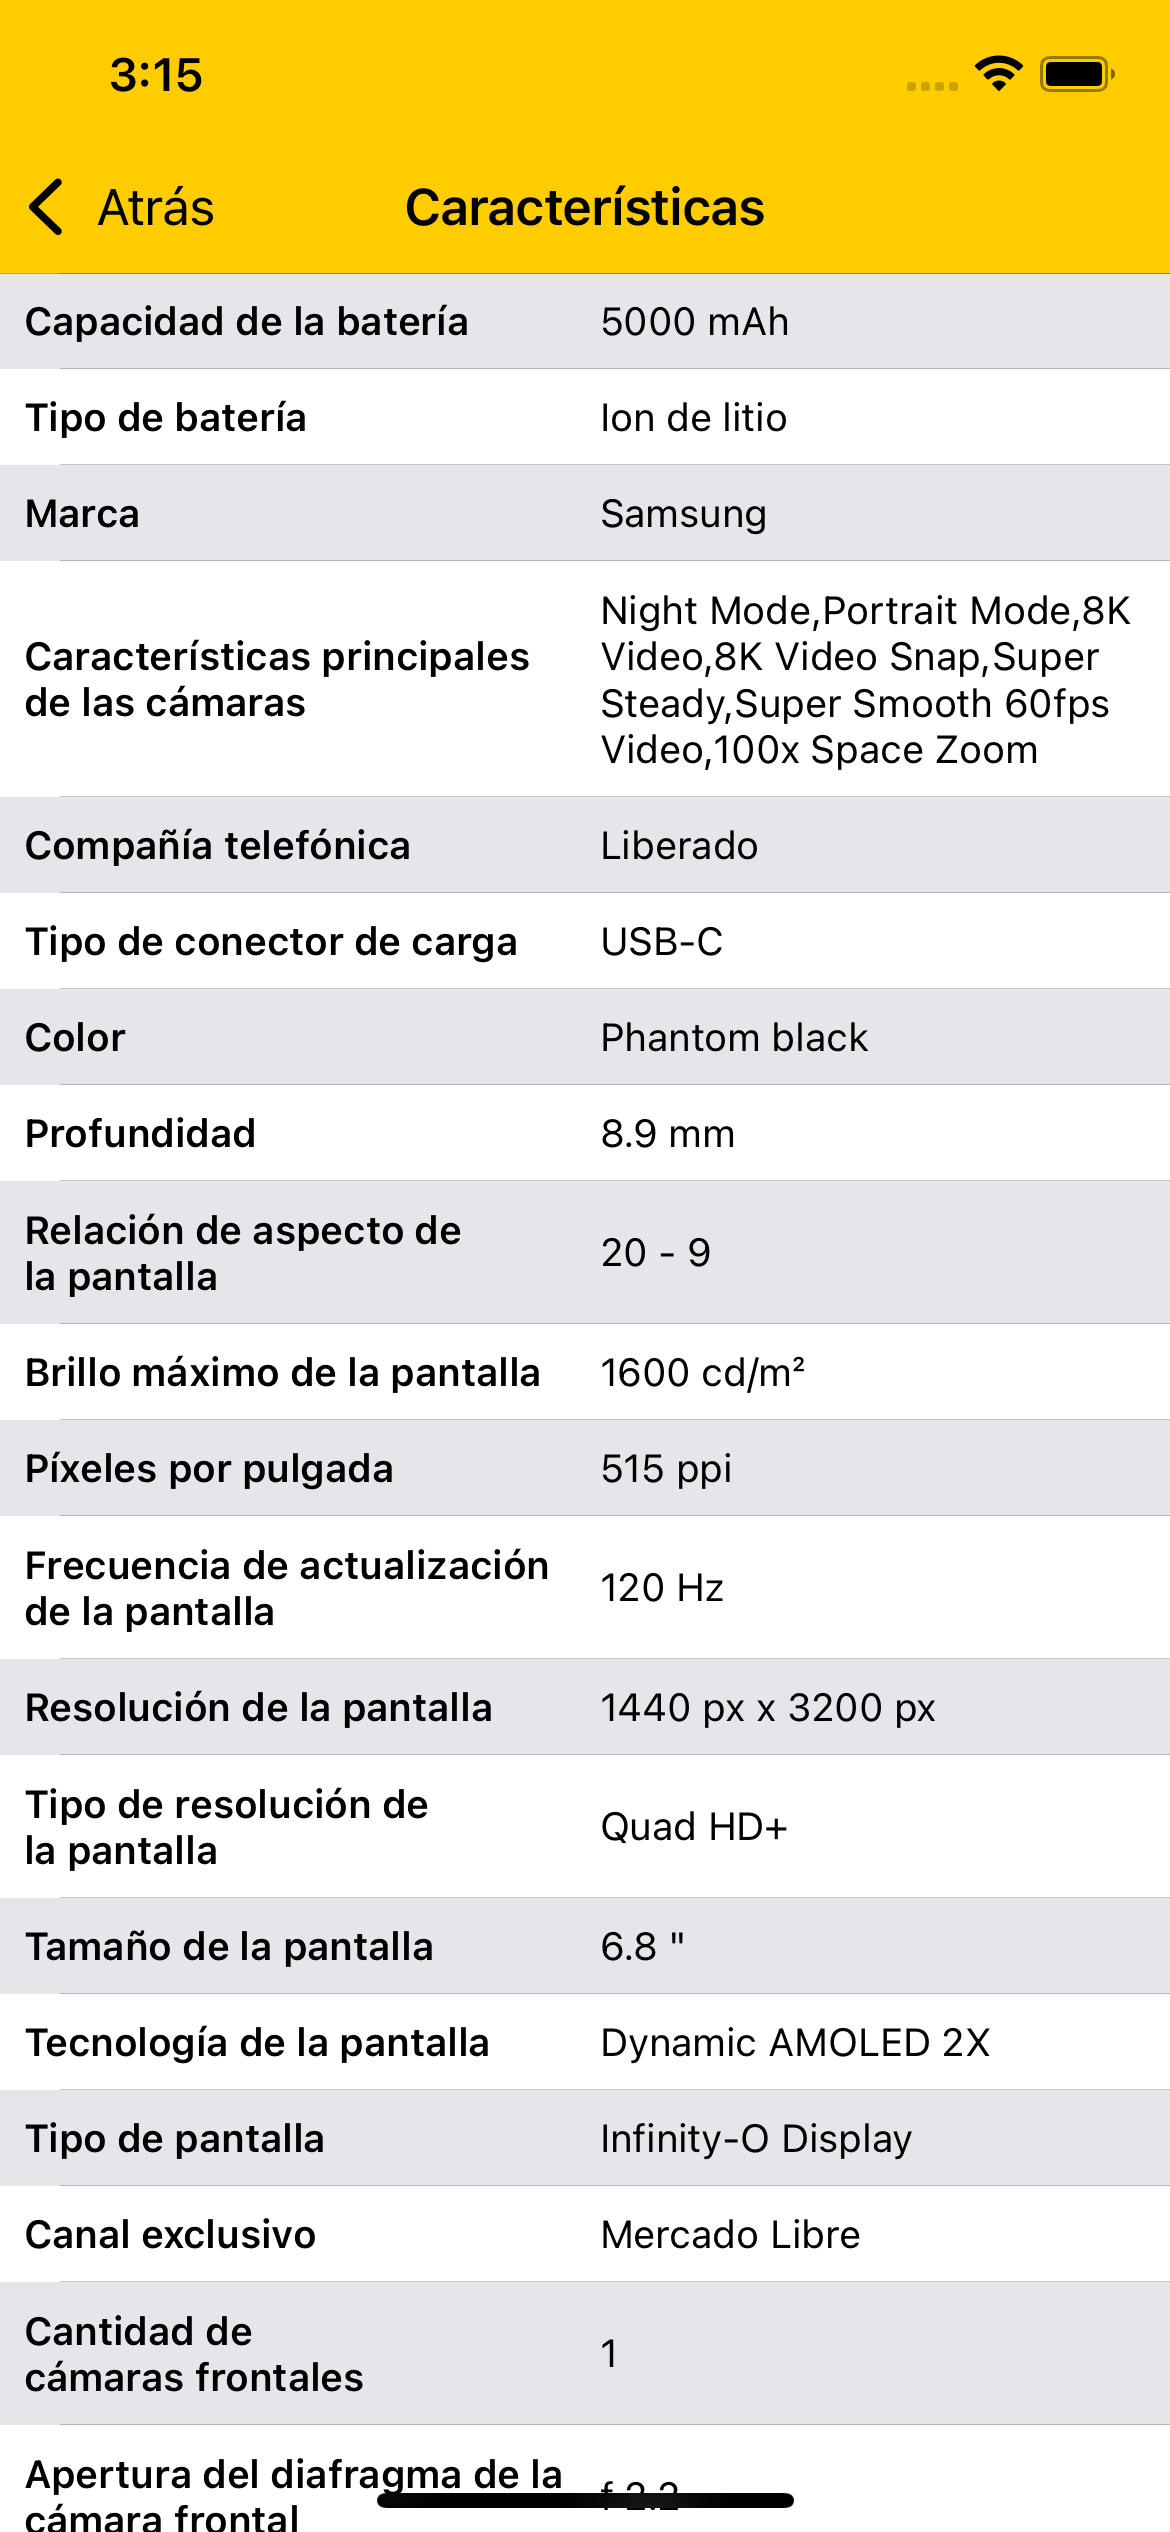 3:15
Atrás
Características
Capacidad de la batería
5000 mAh
Tipo de batería
Ion de litio
Marca
Samsung
Características principales
de las cámaras
Night Mode,Portrait Mode,8K
Video,8K Video Snap,Super
Steady,Super Smooth 60fps
Video,100x Space Zoom
Compañía telefónica
Liberado
Tipo de conector de carga
USB-C
Color
Phantom black
Profundidad
8.9 mm
Relación de aspecto de
la pantalla
20 - 9
Brillo máximo de la pantalla
1600 cd/m²
Píxeles por pulgada
515 ppi
Frecuencia de actualización
de la pantalla
120 Hz
Resolución de la pantalla
1440 px x 3200 px
Tipo de resolución de
la pantalla
Quad HD+
Tamaño de la pantalla
6.8 "
Tecnología de la pantalla
Dynamic AMOLED 2X
Tipo de pantalla
Infinity-O Display
Canal exclusivo
Mercado Libre
Cantidad de
cámaras frontales
1
Apertura del diafragma de la
cámara frontal
f 2.2